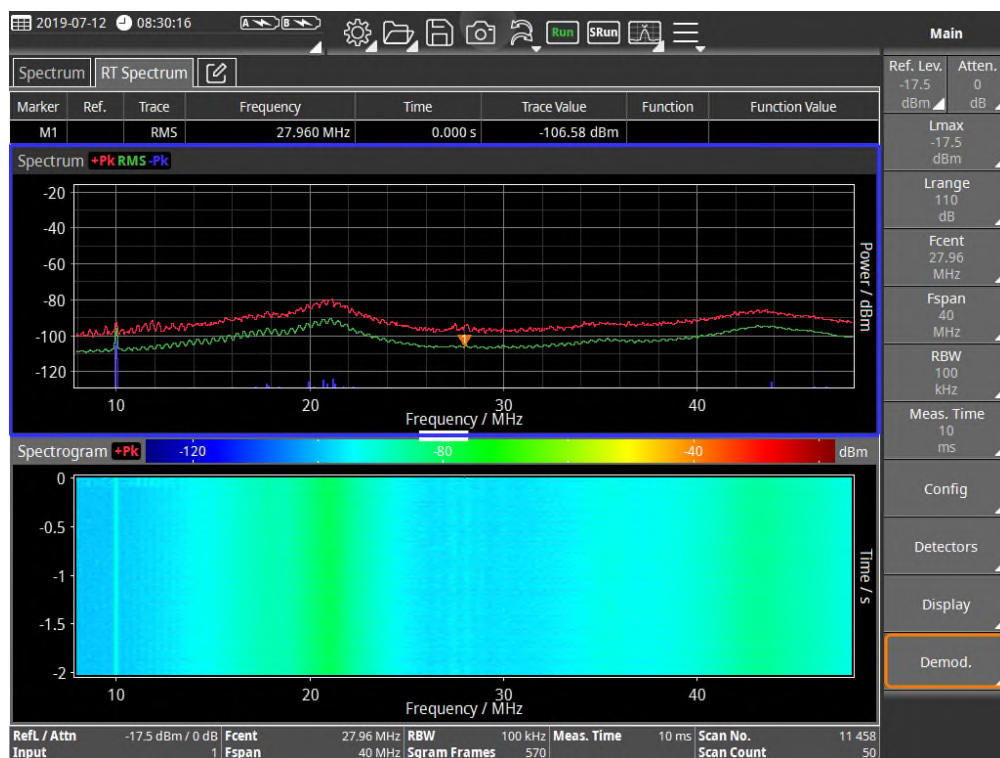 2019-07-12 08:30:16 A B Run SRun Main
Spectrum RT Spectrum
Marker Ref. Trace Frequency Time Trace Value Function Function Value
M1 RMS 27.960 MHz 0.000 s -106.58 dBm
Spectrum +Pk RMS -Pk
-20
-40
-60
-80
-100
-120
1
Power / dBm
10 20 30 40
Frequency / MHz
Spectrogram +Pk -120 -80 -40 dBm
0
-0.5
-1
-1.5
-2
Time / s
10 20 30 40
Frequency / MHz
Ref. Lev. Atten.
-17.5 0
dBm dB
Lmax
-17.5
dBm
Lrange
110
dB
Fcent
27.96
MHz
Fspan
40
MHz
RBW
100
kHz
Meas. Time
10
ms
Config
Detectors
Display
Demod.
RefL / Attn -17.5 dBm / 0 dB Fcent 27.96 MHz RBW 100 kHz Meas. Time 10 ms Scan No. 11 458
Input 1 Fspan 40 MHz Sgram Frames 570 Scan Count 50